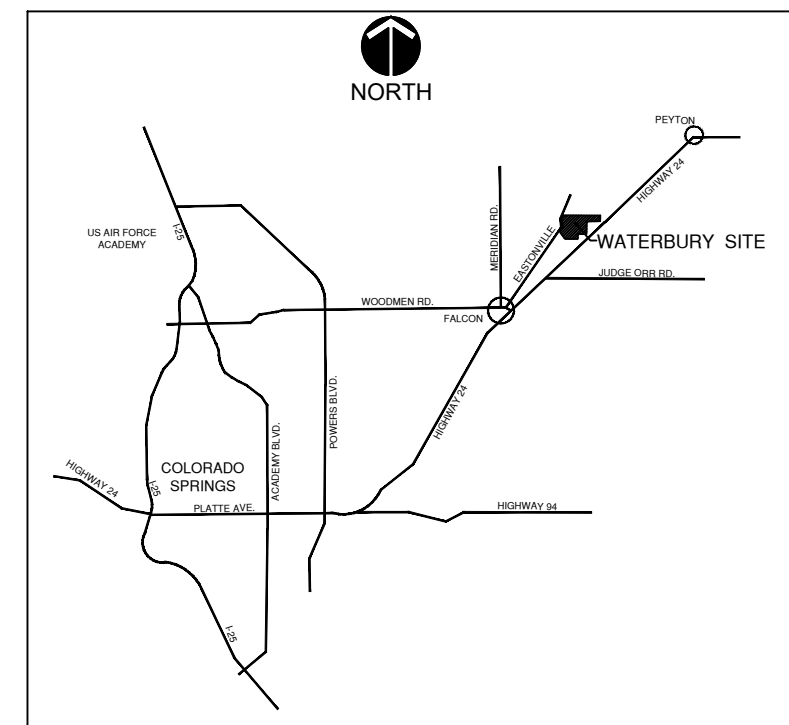 NORTH
PEYTON
HIGHWAY 24
MERIDIAN RD.
EASTONVILLE
WATERBURY SITE
JUDGE ORR RD.
US AIR FORCE
ACADEMY
I-25
WOODMEN RD.
FALCON
POWERS BLVD.
HIGHWAY 24
ACADEMY BLVD.
COLORADO
SPRINGS
HIGHWAY 24
I-25
PLATTE AVE.
HIGHWAY 94
I-25